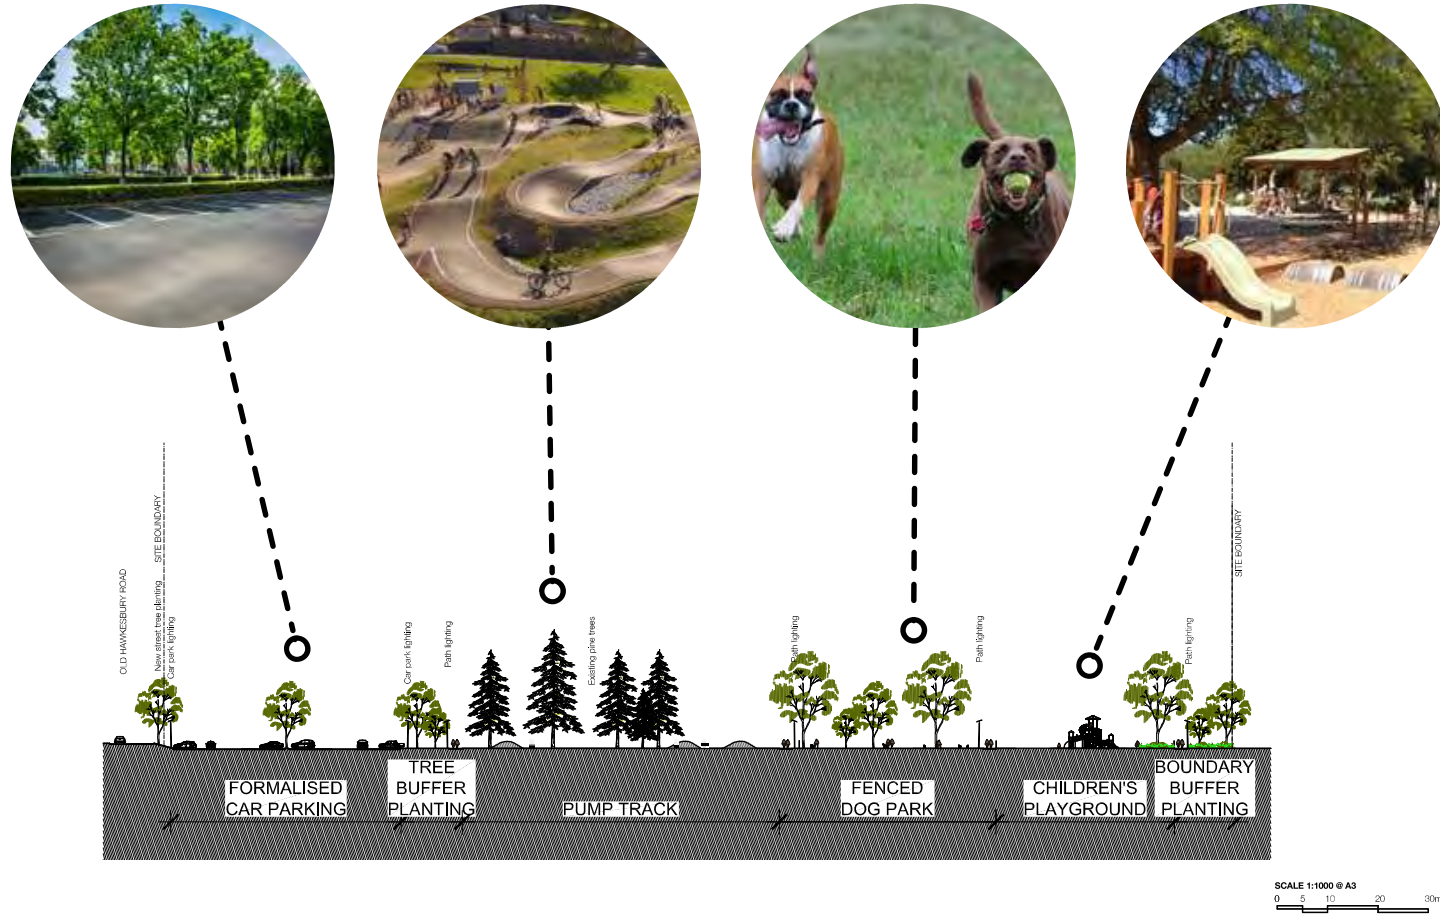 OLD HAWKESBURY ROAD
New street tree planting
SITE BOUNDARY
Car park lighting
Car park lighting
Path lighting
Existing pine trees
Path lighting
Path lighting
Path lighting
SITE BOUNDARY
FORMALISED
CAR PARKING
TREE
BUFFER
PLANTING
PUMP TRACK
FENCED
DOG PARK
CHILDREN'S
PLAYGROUND
BOUNDARY
BUFFER
PLANTING
SCALE 1:1000 @ A3
0 5 10 20 30m